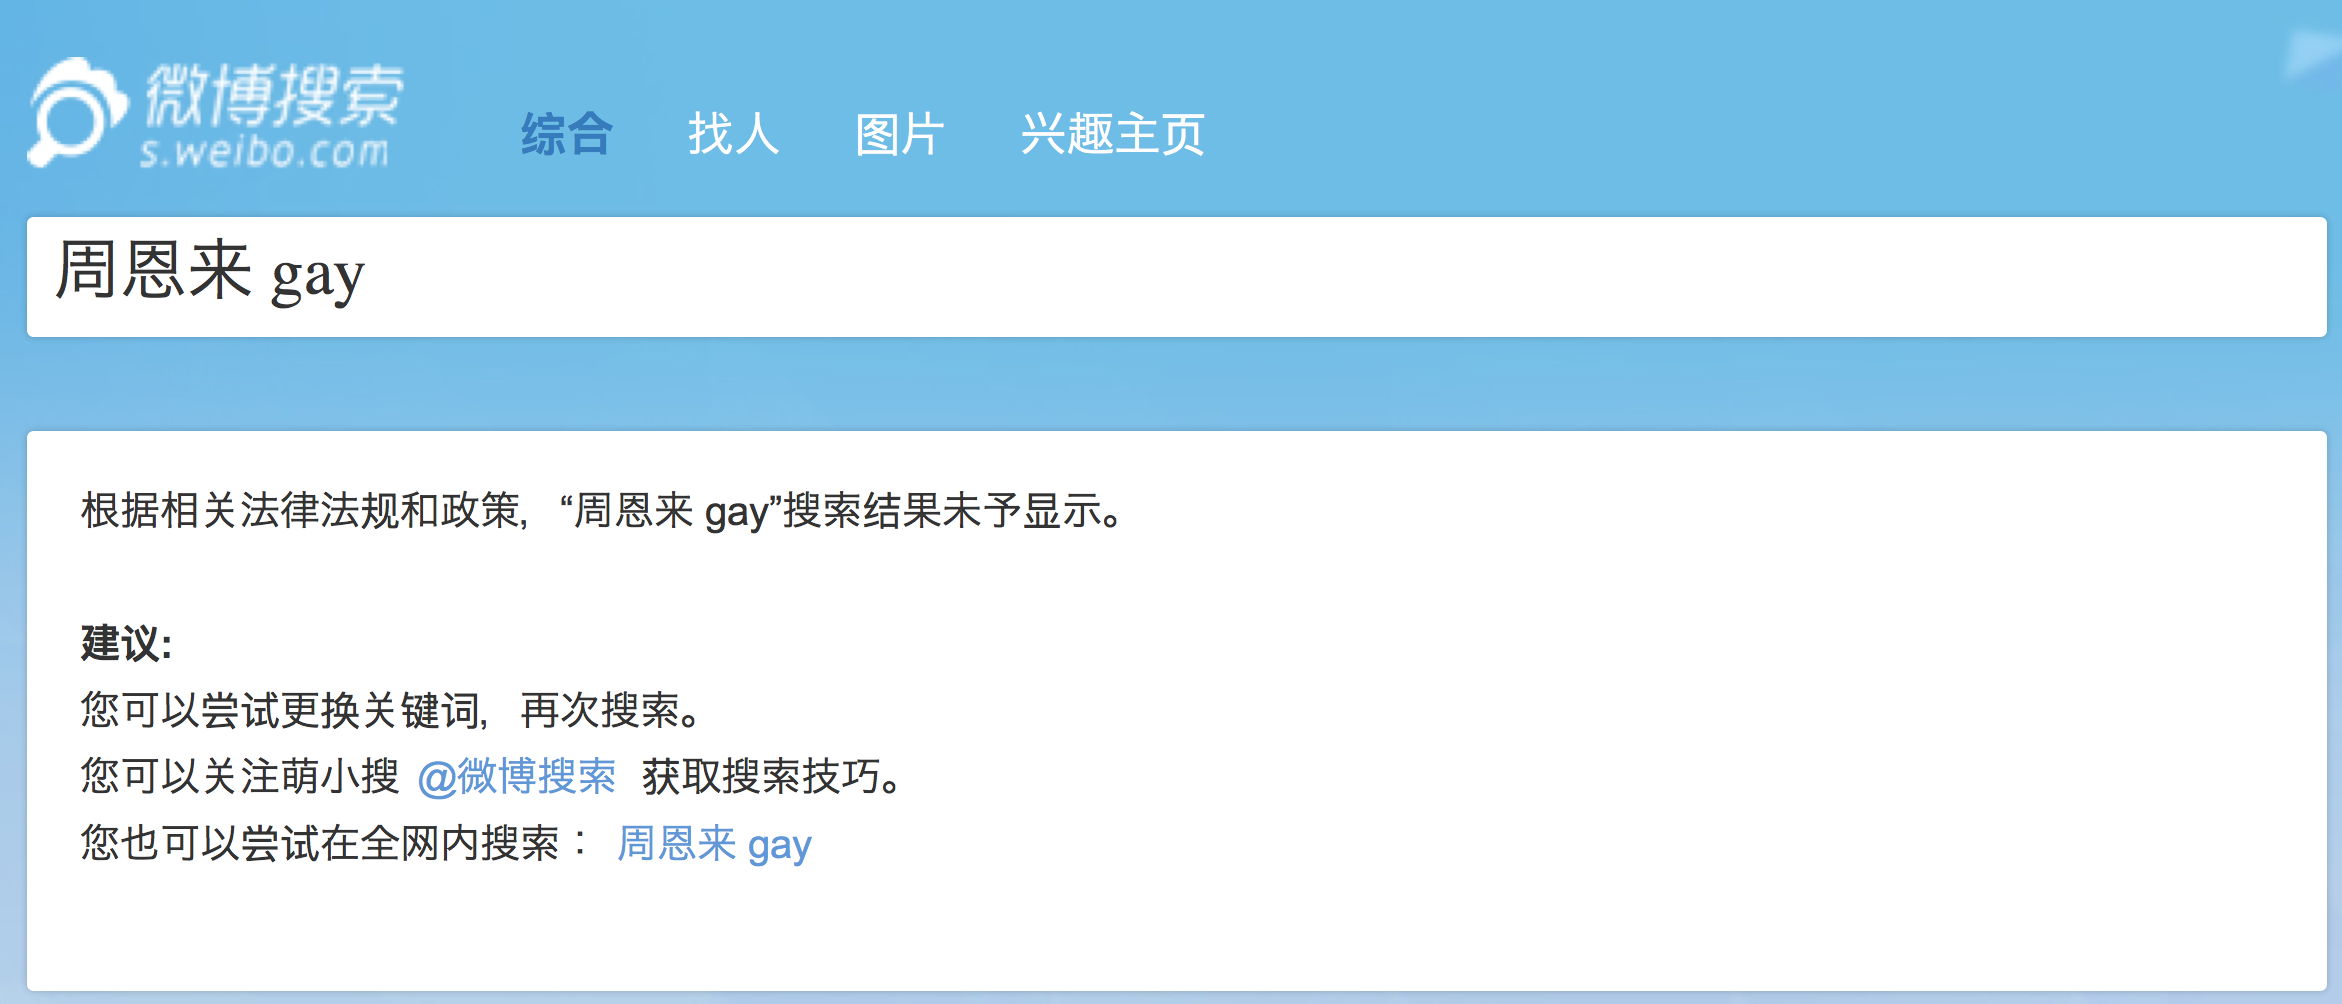 微博搜索
s.weibo.com
综合 找人 图片 兴趣主页
周恩来 gay
根据相关法律法规和政策，“周恩来 gay”搜索结果未予显示。
建议:
您可以尝试更换关键词，再次搜索。
您可以关注萌小搜 @微博搜索 获取搜索技巧。
您也可以尝试在全网内搜索： 周恩来 gay